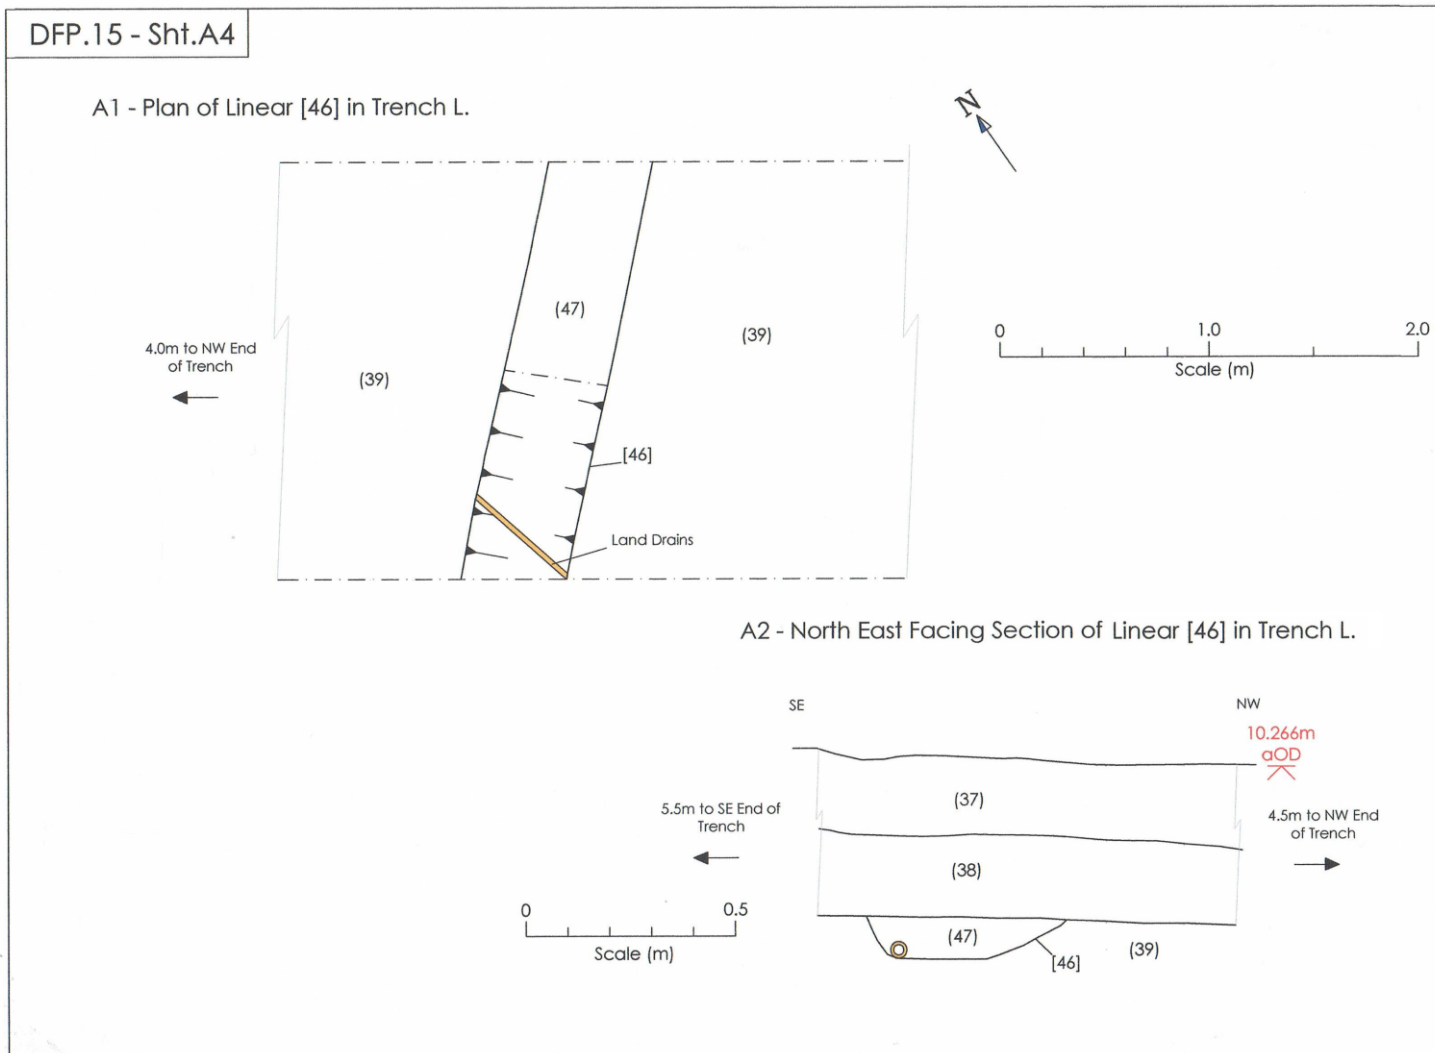 DFP.15 - Sht.A4
A1 - Plan of Linear [46] in Trench L.
N
(47)
(39)
(39)
4.0m to NW End
of Trench
[46]
Land Drains
0 1.0 2.0
Scale (m)
A2 - North East Facing Section of Linear [46] in Trench L.
SE
NW
10.266m
aOD
(37)
5.5m to SE End of
Trench
4.5m to NW End
of Trench
(38)
0 0.5
Scale (m)
(47)
[46]
(39)